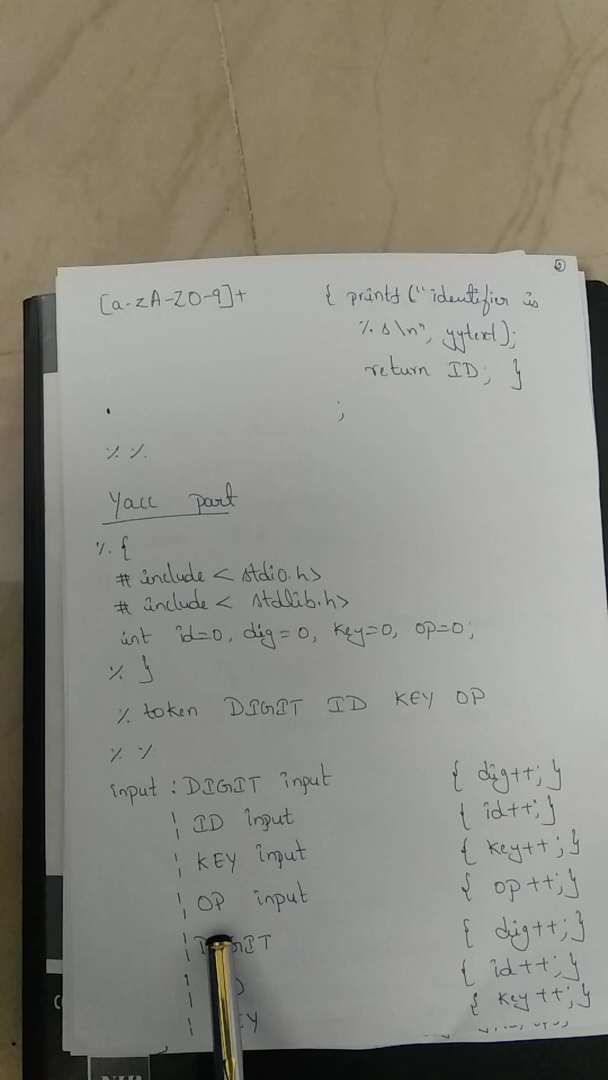 2
[a-zA-Z0-9]+ { printf ("identifier is
%s\n", yytext);
return ID; }
. ;
%%
Yacc part
%{
# include < stdio.h>
# include < stdlib.h>
int id=0, dig=0, key=0, op=0;
%}
% token DIGIT ID KEY OP
%%
input : DIGIT input { dig++; }
| ID input { id++; }
| KEY input { key++; }
| OP input { op++; }
| DIGIT { dig++; }
| { id++; }
| { key++; }